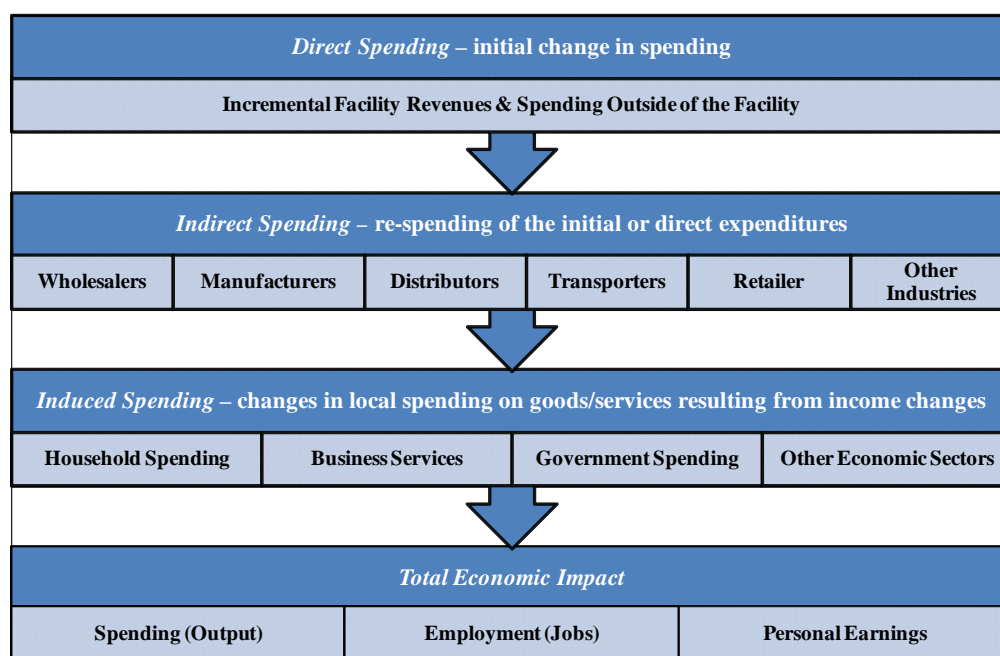 Direct Spending – initial change in spending
Incremental Facility Revenues & Spending Outside of the Facility
Indirect Spending – re-spending of the initial or direct expenditures
Wholesalers
Manufacturers
Distributors
Transporters
Retailer
Other
Industries
Induced Spending – changes in local spending on goods/services resulting from income changes
Household Spending
Business Services
Government Spending
Other Economic Sectors
Total Economic Impact
Spending (Output)
Employment (Jobs)
Personal Earnings